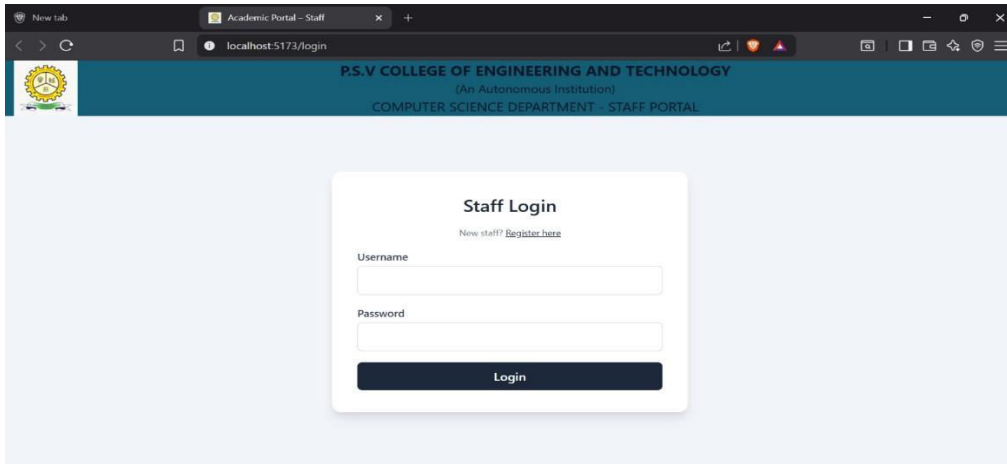 New tab
Academic Portal – Staff
localhost:5173/login
P.S.V COLLEGE OF ENGINEERING AND TECHNOLOGY
(An Autonomous Institution)
COMPUTER SCIENCE DEPARTMENT - STAFF PORTAL
Staff Login
New staff? Register here
Username
Password
Login